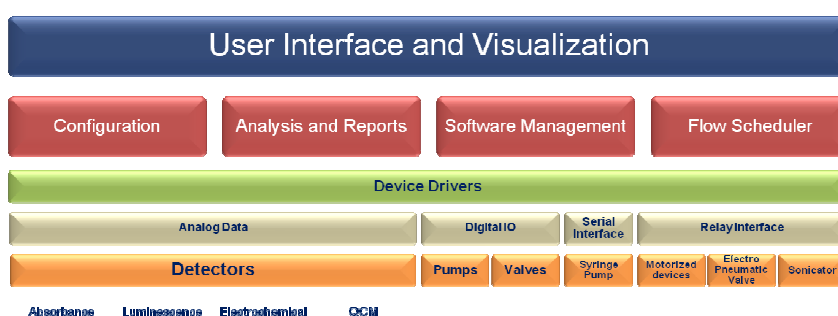 User Interface and Visualization
Configuration
Analysis and Reports
Software Management
Flow Scheduler
Device Drivers
Analog Data
Digital IO
Serial
Interface
Relay Interface
Detectors
Pumps
Valves
Syringe
Pump
Motorized
devices
Electro
Pneumatic
Valve
Sonicator
Absorbance
Luminescence
Electrochemical
QCM